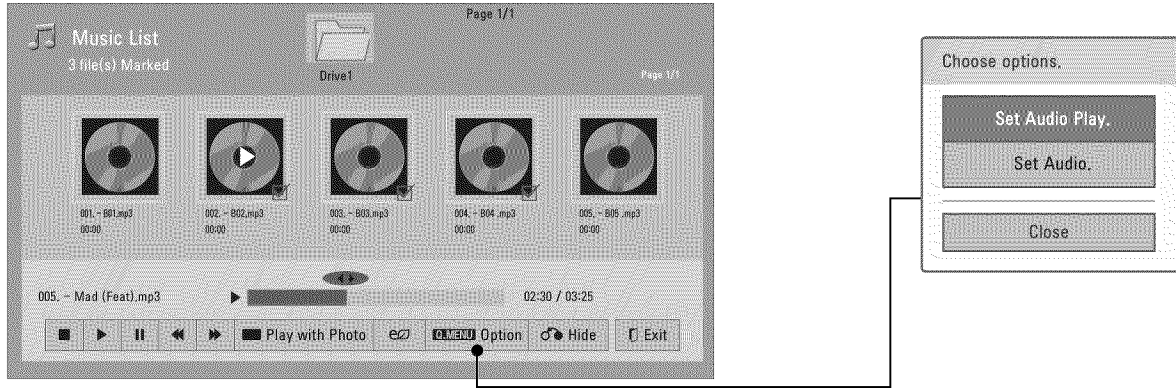 Page 1/1
Music List
3 file(s) Marked
Drive1
Page 1/1
001. - B01.mp3
00:00
002. - B02.mp3
00:00
003. - B03.mp3
00:00
004. - B04 .mp3
00:00
005. - B05 .mp3
00:00
005. - Mad (Feat).mp3
02:30 / 03:25
Play with Photo
Q.MENU Option
Hide
Exit
Choose options.
Set Audio Play.
Set Audio.
Close